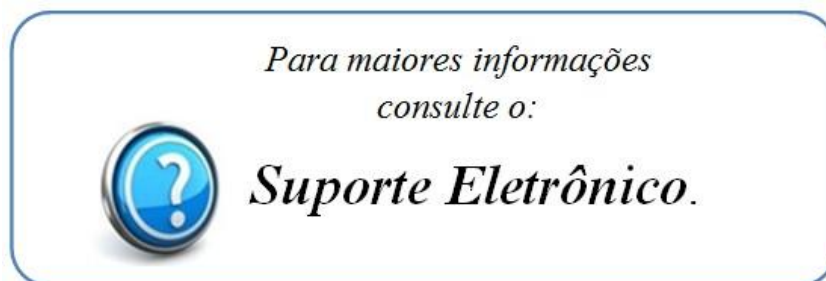 Para maiores informações
consulte o:
?
Suporte Eletrônico.